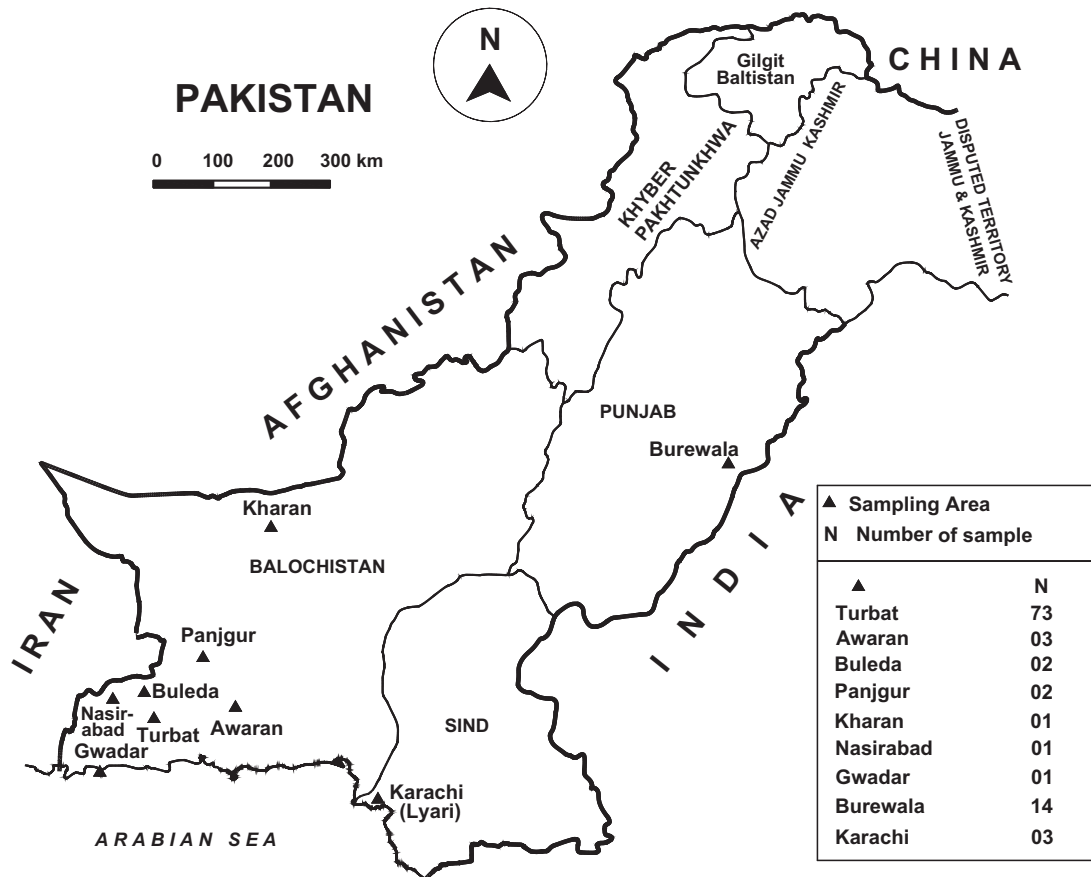 N
CHINA
Gilgit
Baltistan
PAKISTAN
0 100 200 300 km
KHYBER
PAKHTUNKHWA
AZAD JAMMU KASHMIR
DISPUTED TERRITORY
JAMMU & KASHMIR
AFGHANISTAN
PUNJAB
Burewala
Kharan
BALOCHISTAN
INDIA
IRAN
Panjgur
Buleda
Nasir-
abad
Turbat
Awaran
Gwadar
SIND
Karachi
(Lyari)
ARABIAN SEA
Sampling Area
N Number of sample
N
Turbat 73
Awaran 03
Buleda 02
Panjgur 02
Kharan 01
Nasirabad 01
Gwadar 01
Burewala 14
Karachi 03